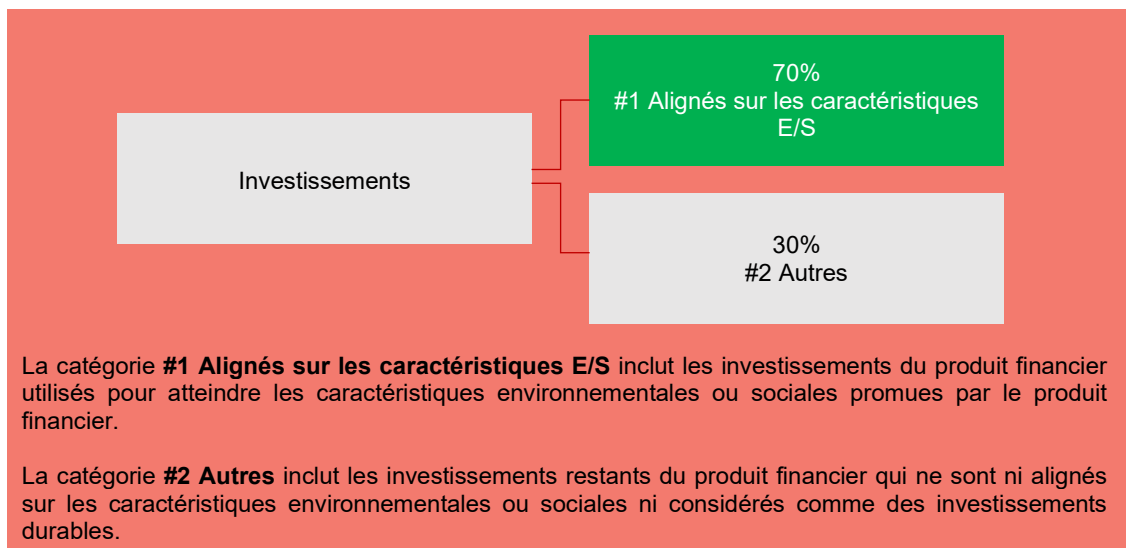 70%
#1 Alignés sur les caractéristiques
E/S
Investissements
30%
#2 Autres
La catégorie #1 Alignés sur les caractéristiques E/S inclut les investissements du produit financier
utilisés pour atteindre les caractéristiques environnementales ou sociales promues par le produit
financier.
La catégorie #2 Autres inclut les investissements restants du produit financier qui ne sont ni alignés
sur les caractéristiques environnementales ou sociales ni considérés comme des investissements
durables.